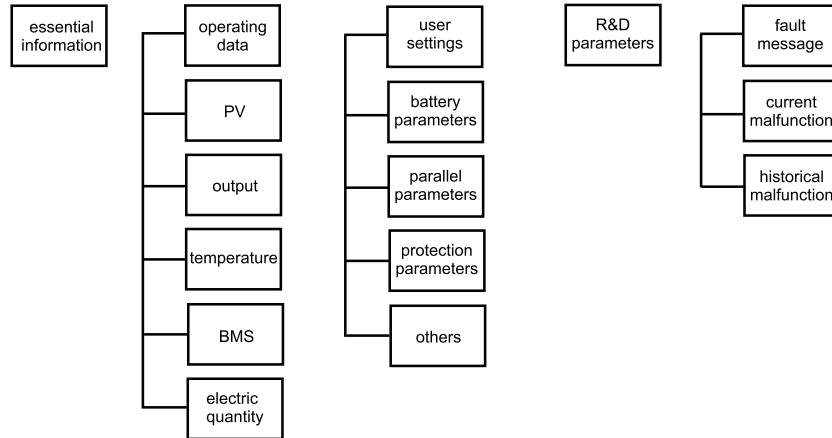 essential
information
operating
data
PV
output
temperature
BMS
electric
quantity
user
settings
battery
parameters
parallel
parameters
protection
parameters
others
R&D
parameters
fault
message
current
malfunction
historical
malfunction